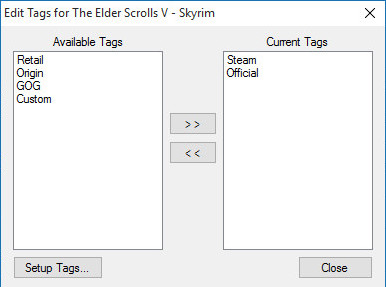 Edit Tags for The Elder Scrolls V - Skyrim
Available Tags
Current Tags
Retail
Origin
GOG
Custom
Steam
Official
> >
< <
Setup Tags...
Close